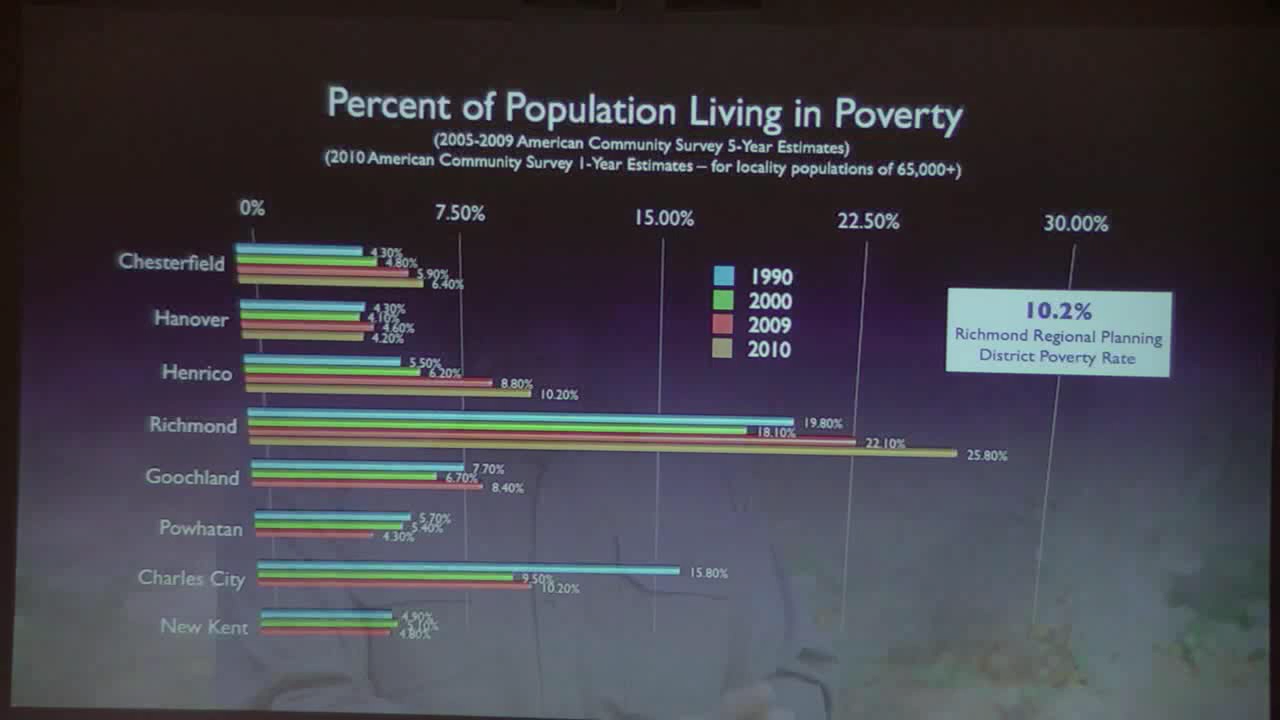 Percent of Population Living in Poverty
(2005-2009 American Community Survey 5-Year Estimates)
(2010 American Community Survey 1-Year Estimates – for locality populations of 65,000+)
0%
7.50%
15.00%
22.50%
30.00%
Chesterfield
4.30%
4.80%
5.90%
6.40%
1990
2000
2009
2010
10.2%
Richmond Regional Planning
District Poverty Rate
Hanover
4.30%
4.10%
4.60%
4.20%
Henrico
5.50%
6.20%
8.80%
10.20%
Richmond
19.80%
18.10%
22.10%
25.80%
Goochland
7.70%
6.70%
8.40%
Powhatan
5.70%
5.40%
4.30%
Charles City
15.80%
9.50%
10.20%
New Kent
4.90%
5.10%
4.80%